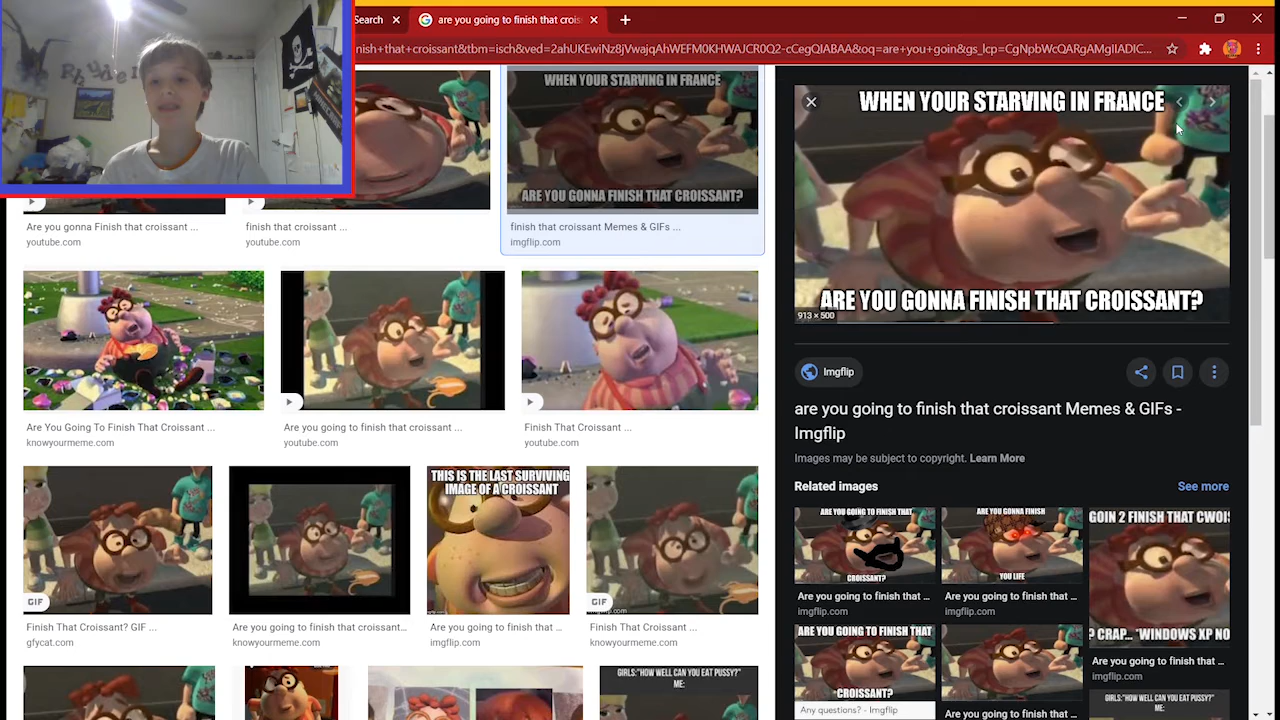 Search
are you going to finish that crois
nish+that+croissant&tbm=isch&ved=2ahUKEwiNz8jVwajqAhWEFM0KHWAJCR0Q2-cCegQIABAA&oq=are+you+goin&gs_lcp=CgNpbWcQARgAMgIIADIC...
WHEN YOUR STARVING IN FRANCE
ARE YOU GONNA FINISH THAT CROISSANT?
Are you gonna Finish that croissant ...
youtube.com
finish that croissant ...
youtube.com
finish that croissant Memes & GIFs ...
imgflip.com
Are You Going To Finish That Croissant ...
knowyourmeme.com
Are you going to finish that croissant ...
youtube.com
Finish That Croissant ...
youtube.com
THIS IS THE LAST SURVIVING
IMAGE OF A CROISSANT
GIF
GIF
imgflip.com
Finish That Croissant? GIF ...
gfycat.com
Are you going to finish that croissant...
knowyourmeme.com
Are you going to finish that ...
imgflip.com
Finish That Croissant ...
knowyourmeme.com
GIRLS:"HOW WELL CAN YOU EAT PUSSY?"
ME:
WHEN YOUR STARVING IN FRANCE
ARE YOU GONNA FINISH THAT CROISSANT?
913 × 500
Imgflip
are you going to finish that croissant Memes & GIFs -
Imgflip
Images may be subject to copyright. Learn More
Related images
See more
ARE YOU GOING TO FINISH THAT
CROISSANT?
Are you going to finish that ...
imgflip.com
ARE YOU GONNA FINISH
YOU LIFE
Are you going to finish that ...
imgflip.com
GOIN 2 FINISH THAT CWOIS
? CRAP... *WINDOWS XP NO
Are you going to finish that ...
imgflip.com
ARE YOU GOING TO FINISH THAT
CROISSANT?
Any questions? - Imgflip
Are you going to finish that ...
GIRLS:"HOW WELL CAN YOU EAT PUSSY?"
ME: